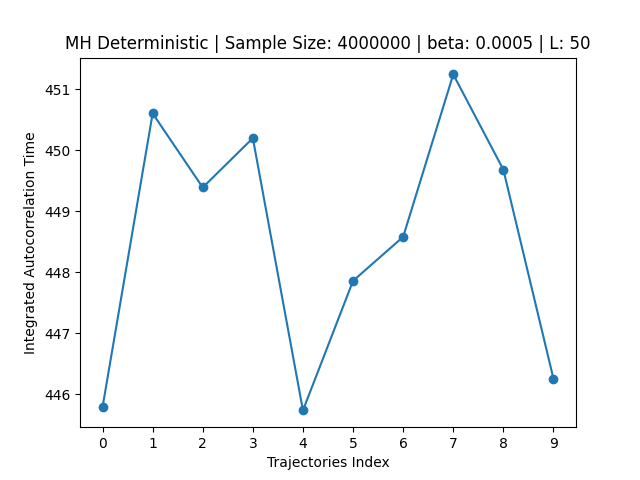 MH Deterministic | Sample Size: 4000000 | beta: 0.0005 | L: 50
Integrated Autocorrelation Time
451
450
449
448
447
446
0 1 2 3 4 5 6 7 8 9
Trajectories Index